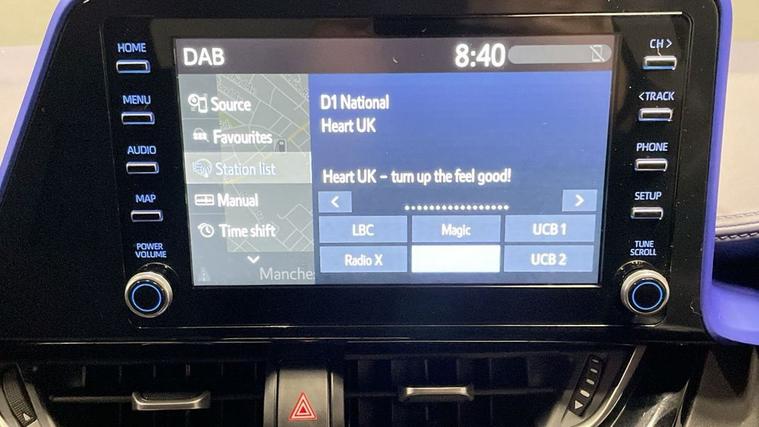 DAB
8:40
HOME
MENU
AUDIO
MAP
POWER
VOLUME
Source
Favourites
Station list
Manual
Time shift
D1 National
Heart UK
Heart UK – turn up the feel good!
<
>
LBC
Magic
UCB 1
Radio X
UCB 2
CH >
< TRACK
PHONE
SETUP
TUNE
SCROLL